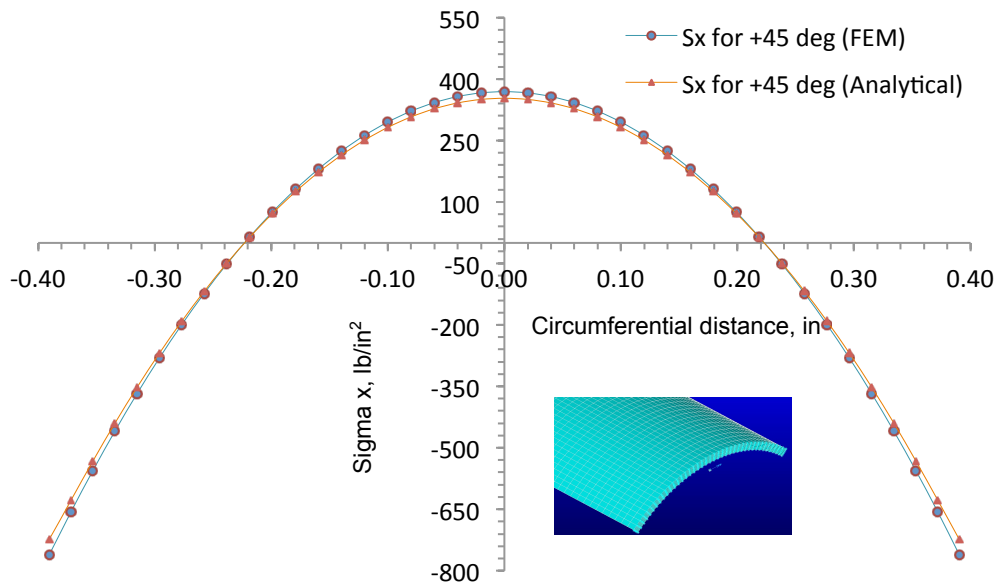 550
Sx for +45 deg (FEM)
400
Sx for +45 deg (Analytical)
250
100
-50
-0.40 -0.30 -0.20 -0.10 0.00 0.10 0.20 0.30 0.40
-200
Circumferential distance, in
-350
Sigma x, lb/in2
-500
-650
-800